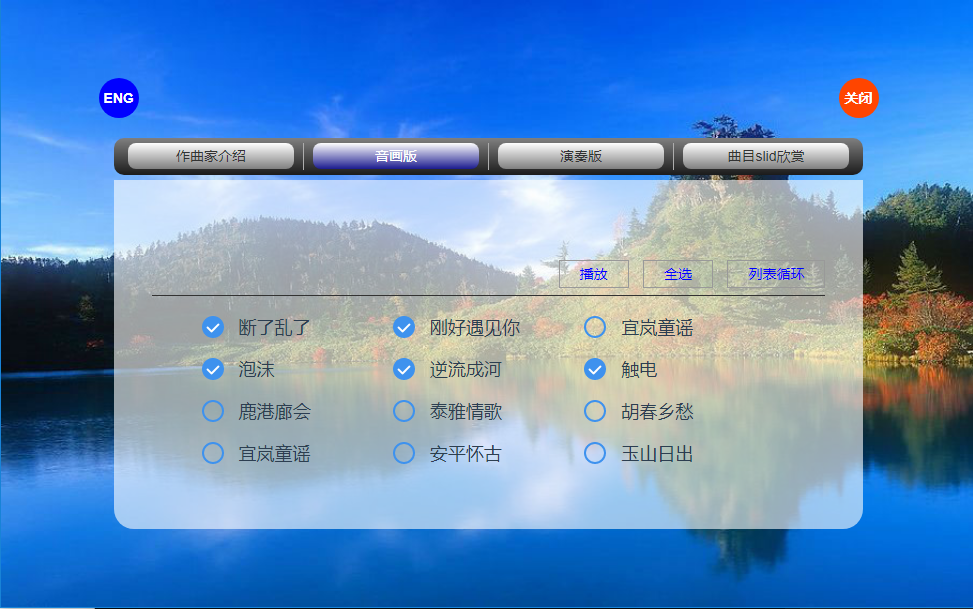 ENG
关闭
作曲家介绍 音画版 演奏版 曲目slid欣赏
播放 全选 列表循环
断了乱了 刚好遇见你 宜岚童谣
泡沫 逆流成河 触电
鹿港廊会 泰雅情歌 胡春乡愁
宜岚童谣 安平怀古 玉山日出